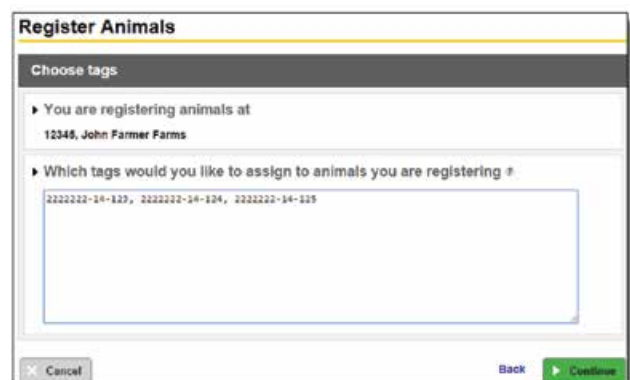 Register Animals
Choose tags
You are registering animals at
12345, John Farmer Farms
Which tags would you like to assign to animals you are registering ?
2222222-14-123, 2222222-14-124, 2222222-14-125
Cancel
Back
Continue